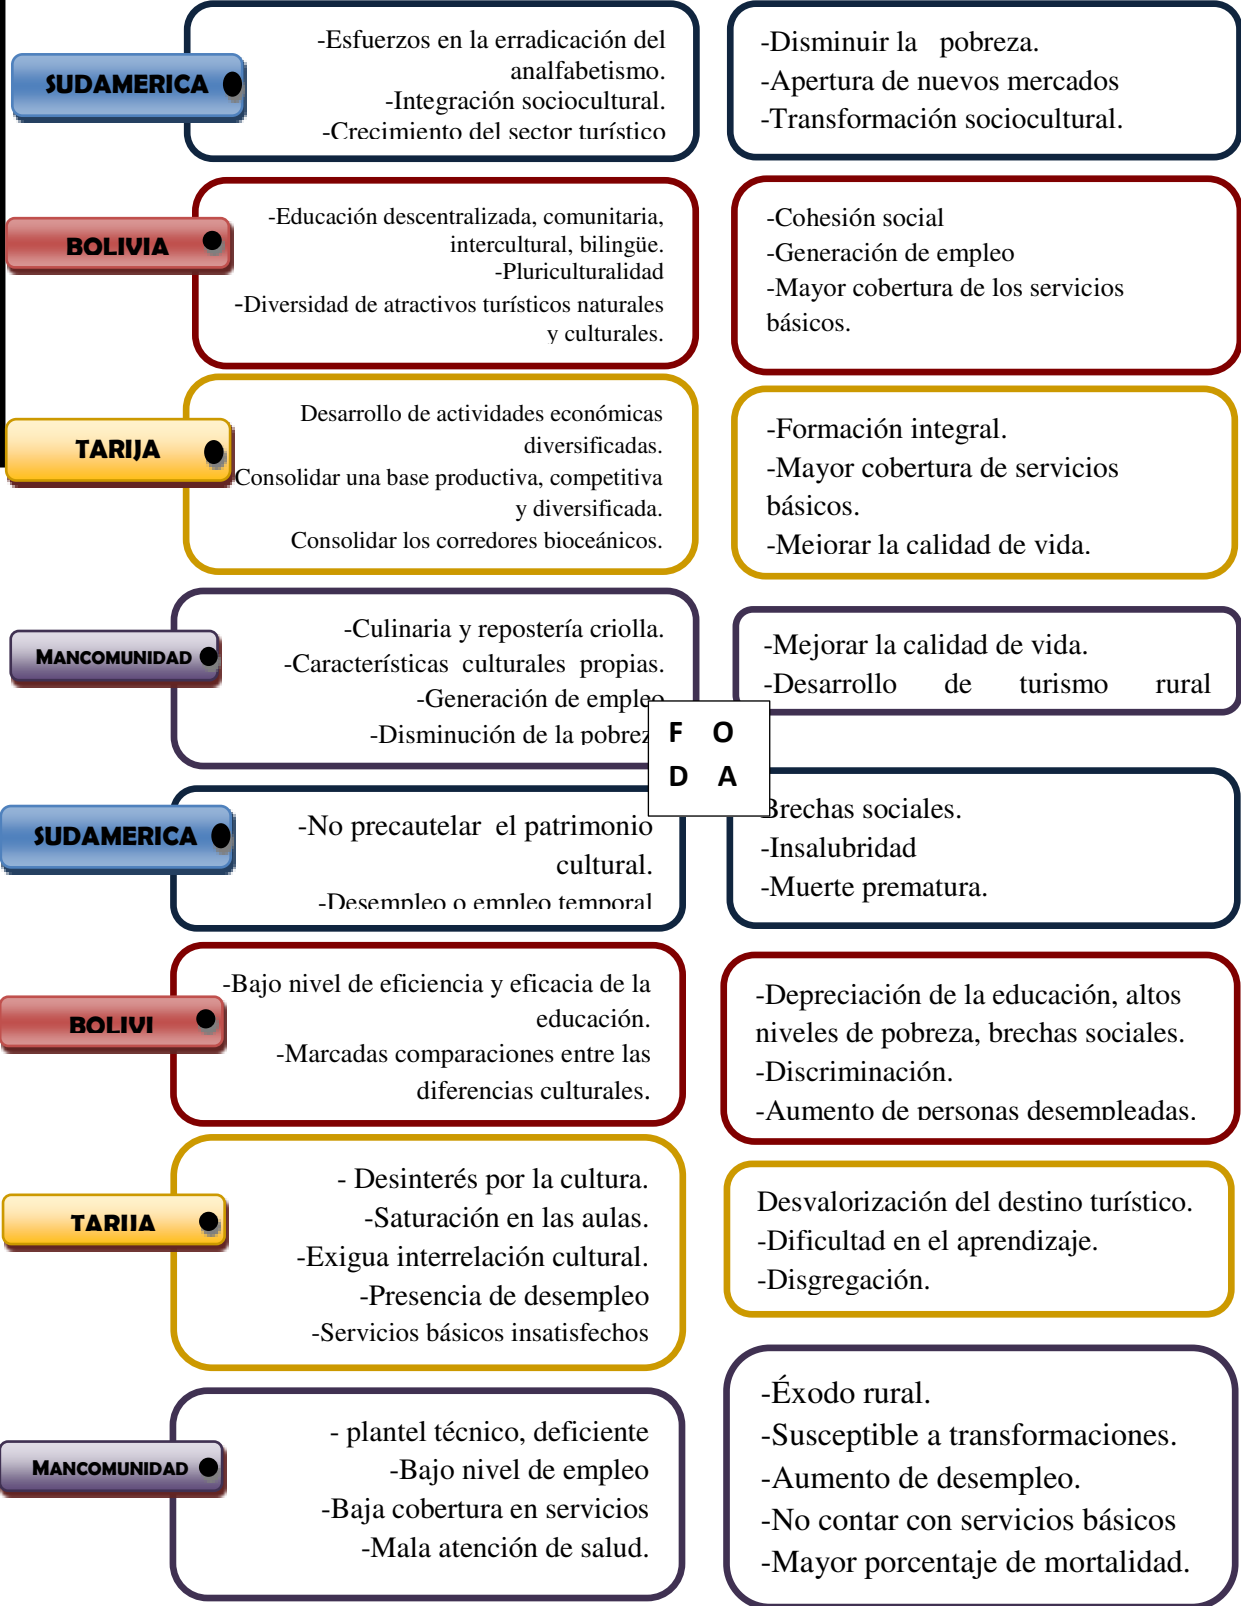 SUDAMERICA
-Esfuerzos en la erradicación del
analfabetismo.
-Integración sociocultural.
-Crecimiento del sector turístico
-Disminuir la pobreza.
-Apertura de nuevos mercados
-Transformación sociocultural.
BOLIVIA
-Educación descentralizada, comunitaria,
intercultural, bilingüe.
-Pluriculturalidad
-Diversidad de atractivos turísticos naturales
y culturales.
-Cohesión social
-Generación de empleo
-Mayor cobertura de los servicios
básicos.
TARIJA
Desarrollo de actividades económicas
diversificadas.
Consolidar una base productiva, competitiva
y diversificada.
Consolidar los corredores bioceánicos.
-Formación integral.
-Mayor cobertura de servicios
básicos.
-Mejorar la calidad de vida.
MANCOMUNIDAD
-Culinaria y repostería criolla.
-Características culturales propias.
-Generación de empleo
-Disminución de la pobrez
-Mejorar la calidad de vida.
-Desarrollo de turismo rural
F O
D A
SUDAMERICA
-No precautelar el patrimonio
cultural.
-Desempleo o empleo temporal
Brechas sociales.
-Insalubridad
-Muerte prematura.
BOLIVI
-Bajo nivel de eficiencia y eficacia de la
educación.
-Marcadas comparaciones entre las
diferencias culturales.
-Depreciación de la educación, altos
niveles de pobreza, brechas sociales.
-Discriminación.
-Aumento de personas desempleadas.
TARIJA
- Desinterés por la cultura.
-Saturación en las aulas.
-Exigua interrelación cultural.
-Presencia de desempleo
-Servicios básicos insatisfechos
Desvalorización del destino turístico.
-Dificultad en el aprendizaje.
-Disgregación.
MANCOMUNIDAD
- plantel técnico, deficiente
-Bajo nivel de empleo
-Baja cobertura en servicios
-Mala atención de salud.
-Éxodo rural.
-Susceptible a transformaciones.
-Aumento de desempleo.
-No contar con servicios básicos
-Mayor porcentaje de mortalidad.